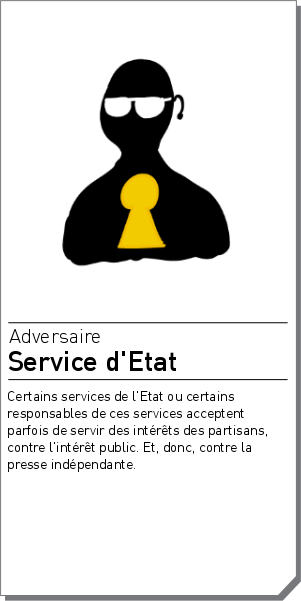 Adversaire
Service d'Etat
Certains services de l'Etat ou certains
responsables de ces services acceptent
parfois de servir des intérêts des partisans,
contre l'intérêt public. Et, donc, contre la
presse indépendante.